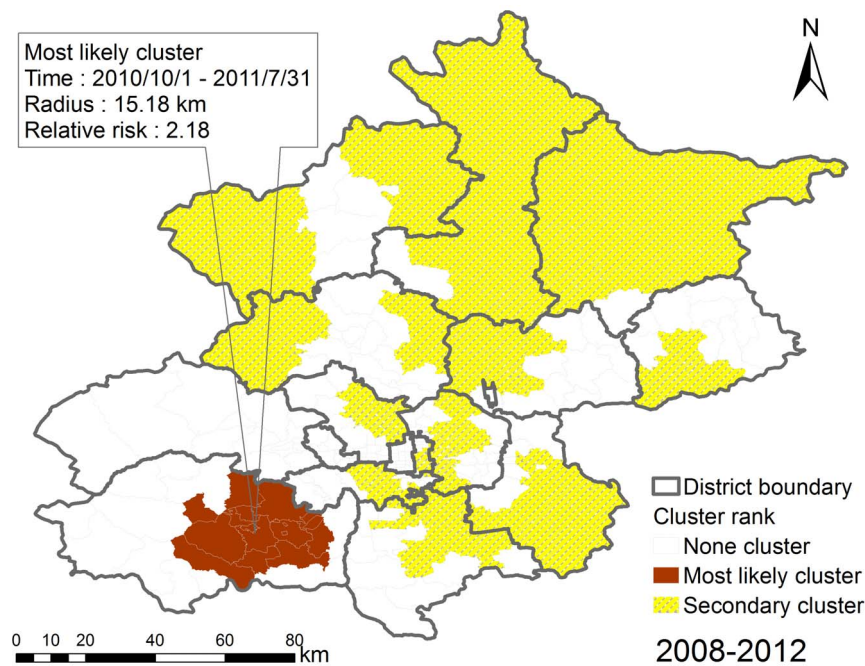 Most likely cluster
Time : 2010/10/1 - 2011/7/31
Radius : 15.18 km
Relative risk : 2.18
N
District boundary
Cluster rank
None cluster
Most likely cluster
Secondary cluster
0 10 20 40 60 80
km
2008-2012